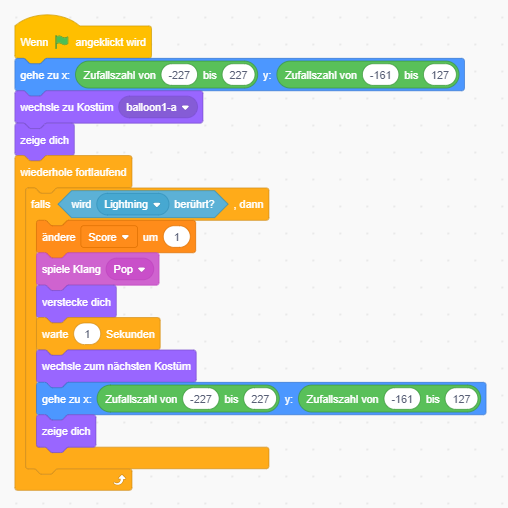 Wenn angeklickt wird
gehe zu x: Zufallszahl von -227 bis 227 y: Zufallszahl von -161 bis 127
wechsle zu Kostüm balloon1-a
zeige dich
wiederhole fortlaufend
falls wird Lightning berührt? , dann
ändere Score um 1
spiele Klang Pop
verstecke dich
warte 1 Sekunden
wechsle zum nächsten Kostüm
gehe zu x: Zufallszahl von -227 bis 227 y: Zufallszahl von -161 bis 127
zeige dich